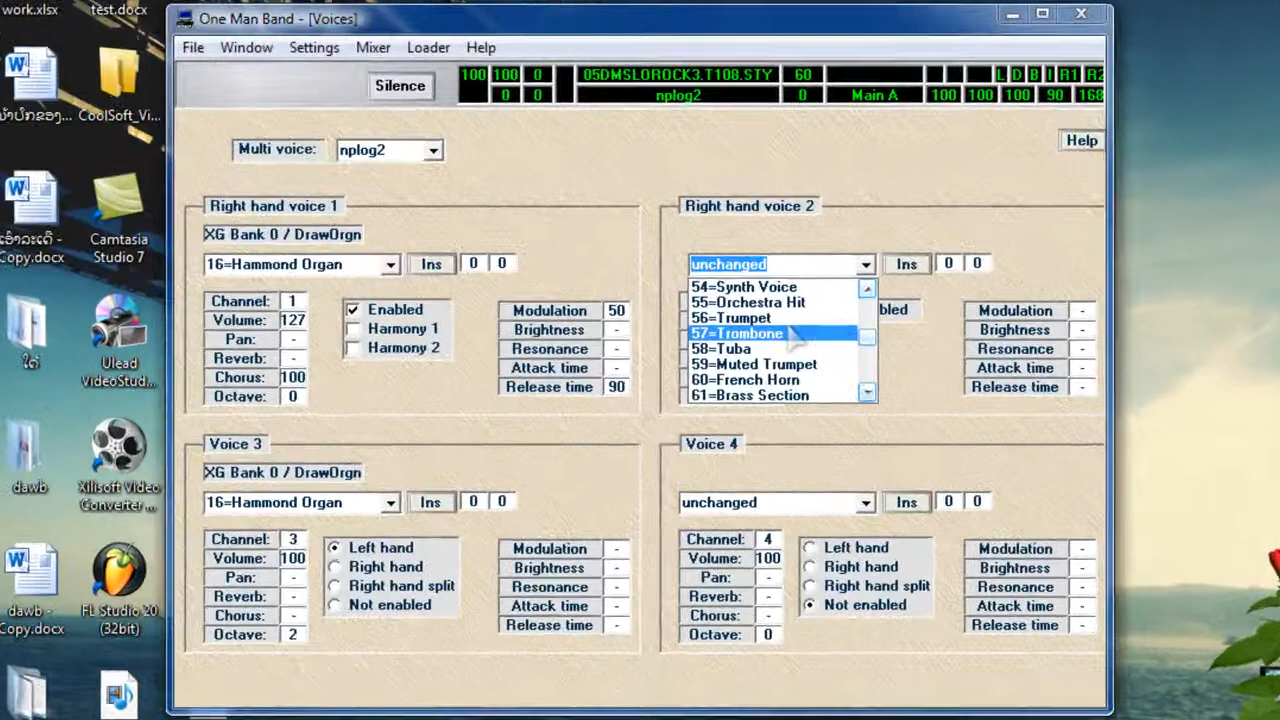 work.xlsx
test.docx
One Man Band - [Voices]
File Window Settings Mixer Loader Help
Silence
100 100 0 05DMSLOROCK3.T108.STY 60 L D B I R1 R2
0 0 nplog2 0 Main A 100 100 100 90 168
Multi voice: nplog2
Help
Right hand voice 1
XG Bank 0 / DrawOrgn
16=Hammond Organ Ins 0 0
Channel: 1
Volume: 127
Pan: -
Reverb: -
Chorus: 100
Octave: 0
Enabled
Harmony 1
Harmony 2
Modulation 50
Brightness -
Resonance -
Attack time -
Release time 90
Right hand voice 2
unchanged Ins 0 0
54=Synth Voice
55=Orchestra Hit
56=Trumpet
57=Trombone
58=Tuba
59=Muted Trumpet
60=French Horn
61=Brass Section
bled
Modulation -
Brightness -
Resonance -
Attack time -
Release time -
Voice 3
XG Bank 0 / DrawOrgn
16=Hammond Organ Ins 0 0
Channel: 3
Volume: 100
Pan: -
Reverb: -
Chorus: -
Octave: 2
Left hand
Right hand
Right hand split
Not enabled
Modulation -
Brightness -
Resonance -
Attack time -
Release time -
Voice 4
unchanged Ins 0 0
Channel: 4
Volume: 100
Pan: -
Reverb: -
Chorus: -
Octave: 0
Left hand
Right hand
Right hand split
Not enabled
Modulation -
Brightness -
Resonance -
Attack time -
Release time -
CoolSoft_Vi...
Copy.docx
Camtasia
Studio 7
Ulead
VideoStud...
dawb
Xilisoft Video
Converter ...
dawb -
Copy.docx
FL Studio 20
(32bit)